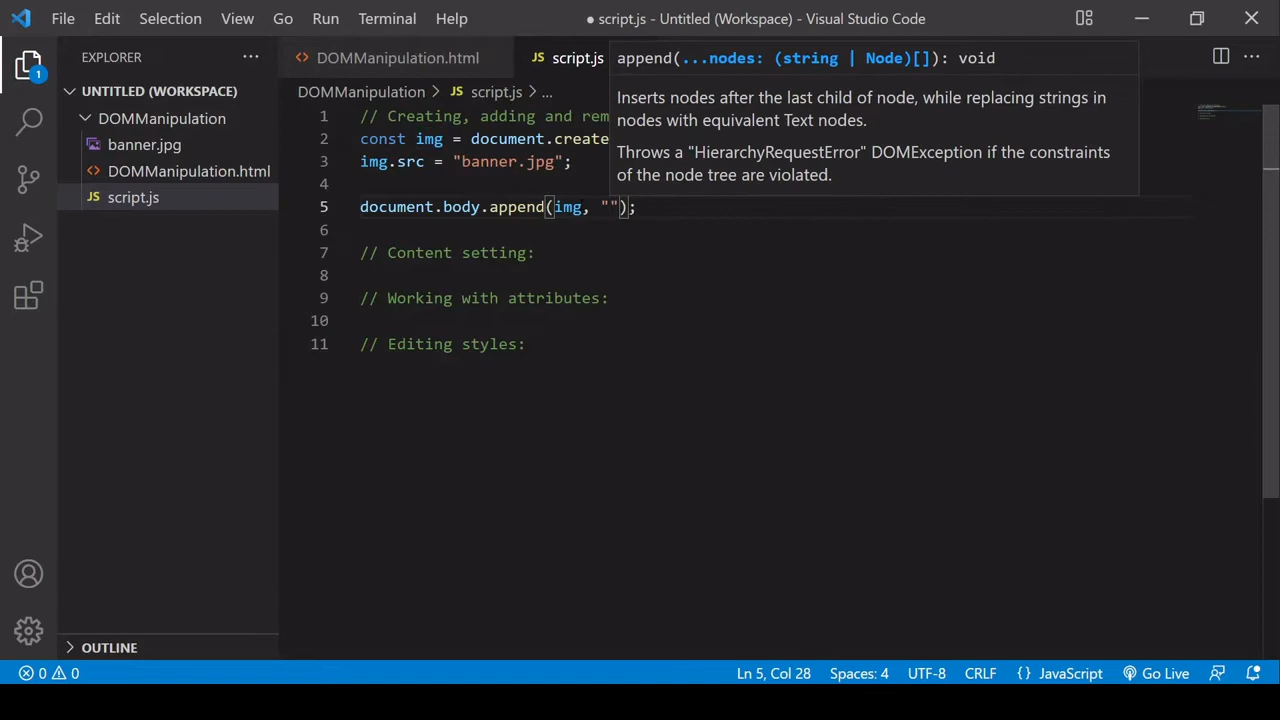 File Edit Selection View Go Run Terminal Help
● script.js - Untitled (Workspace) - Visual Studio Code
EXPLORER ...
DOMManipulation.html
JS script.js
append(...nodes: (string | Node)[]): void
Inserts nodes after the last child of node, while replacing strings in
nodes with equivalent Text nodes.
Throws a "HierarchyRequestError" DOMException if the constraints
of the node tree are violated.
1
UNTITLED (WORKSPACE)
DOMManipulation
banner.jpg
DOMManipulation.html
JS script.js
DOMManipulation > JS script.js > ...
1 // Creating, adding and rem
2 const img = document.create
3 img.src = "banner.jpg";
4
5 document.body.append(img, "");
6
7 // Content setting:
8
9 // Working with attributes:
10
11 // Editing styles:
OUTLINE
0 0
Ln 5, Col 28 Spaces: 4 UTF-8 CRLF {} JavaScript Go Live